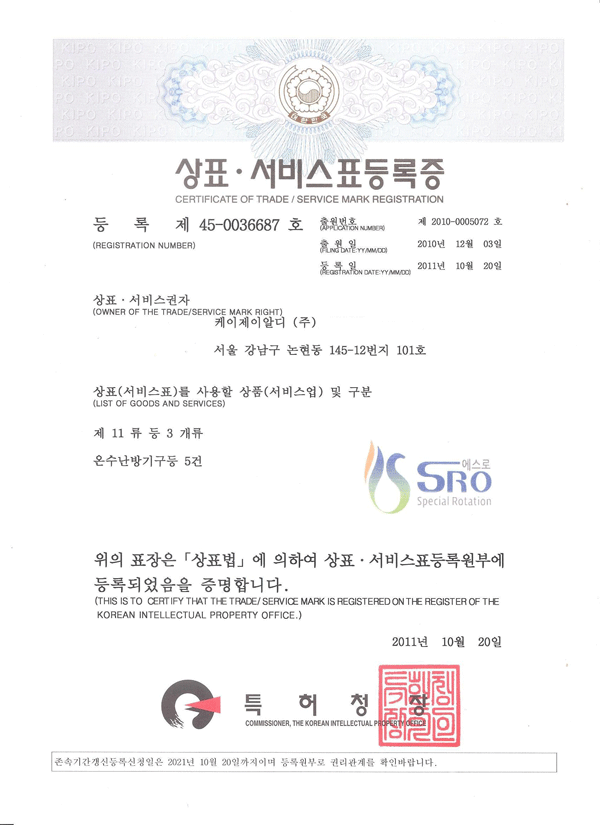 KIPO KIPO KIPO
대한민국
상표 · 서비스표등록증
CERTIFICATE OF TRADE / SERVICE MARK REGISTRATION
등 록 제 45-0036687 호
(REGISTRATION NUMBER)
출원번호 제 2010-0005072 호
(APPLICATION NUMBER)
출 원 일 2010년 12월 03일
(FILING DATE:YY/MM/DD)
등 록 일 2011년 10월 20일
(REGISTRATION DATE:YY/MM/DD)
상표 · 서비스권자
(OWNER OF THE TRADE/SERVICE MARK RIGHT)
케이제이알디 (주)
서울 강남구 논현동 145-12번지 101호
상표(서비스표)를 사용할 상품(서비스업) 및 구분
(LIST OF GOODS AND SERVICES)
제 11 류 등 3 개류
온수난방기구등 5건
에스로
SRO
Special Rotation
위의 표장은「상표법」에 의하여 상표 · 서비스표등록원부에
등록되었음을 증명합니다.
(THIS IS TO CERTIFY THAT THE TRADE/ SERVICE MARK IS REGISTERED ON THE REGISTER OF THE
KOREAN INTELLECTUAL PROPERTY OFFICE.)
2011년 10월 20일
특 허 청 장
COMMISSIONER, THE KOREAN INTELLECTUAL PROPERTY OFFICE
존속기간갱신등록신청일은 2021년 10월 20일까지이며 등록원부로 권리관계를 확인바랍니다.